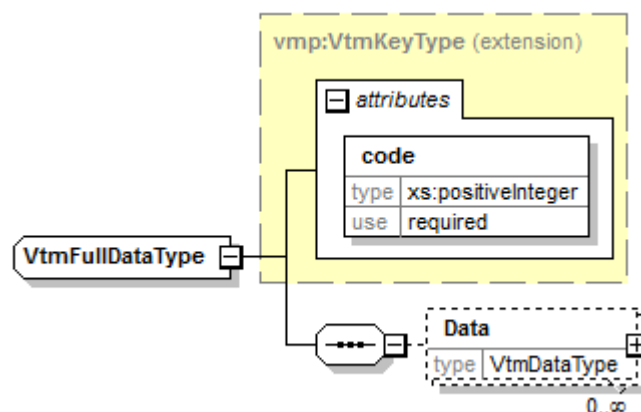 vmp:VtmKeyType (extension)
attributes
code
type xs:positiveInteger
use required
VtmFullDataType
Data
type VtmDataType
0..∞